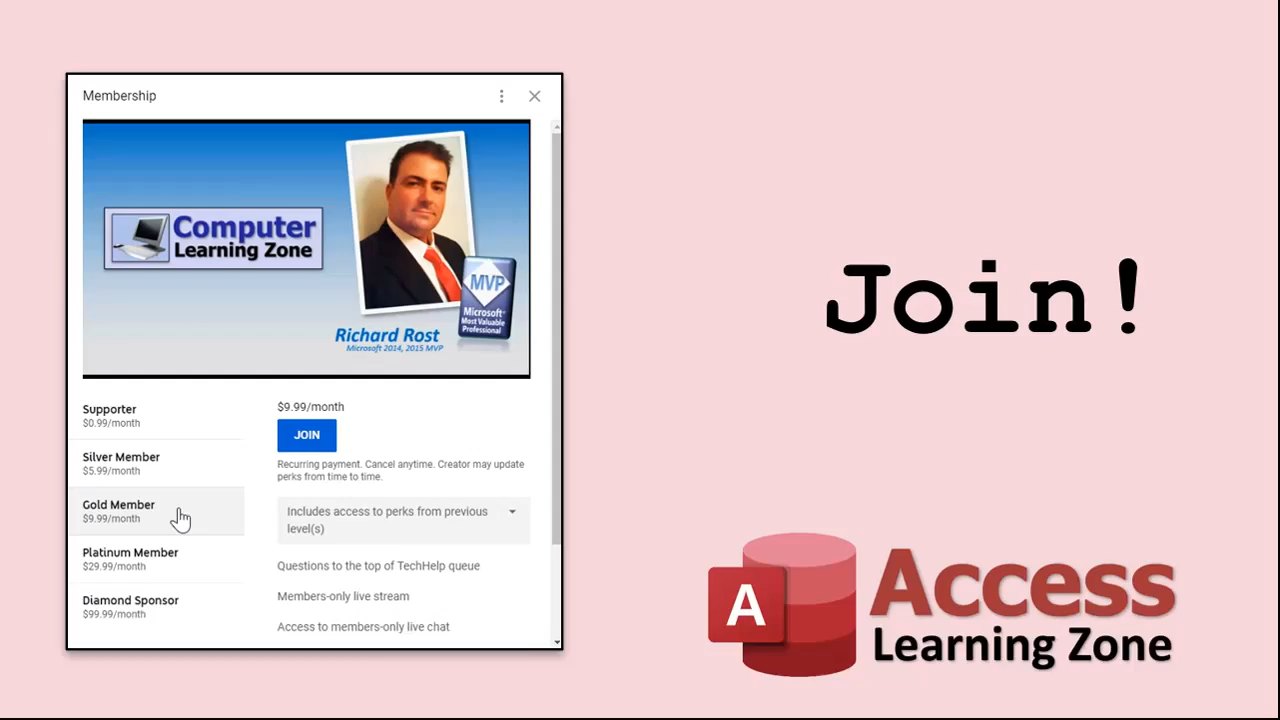 Membership
Computer
Learning Zone
MVP
Microsoft®
Most Valuable
Professional
Richard Rost
Microsoft 2014, 2015 MVP
Supporter
$0.99/month
Silver Member
$5.99/month
Gold Member
$9.99/month
Platinum Member
$29.99/month
Diamond Sponsor
$99.99/month
$9.99/month
JOIN
Recurring payment. Cancel anytime. Creator may update
perks from time to time.
Includes access to perks from previous
level(s)
Questions to the top of TechHelp queue
Members-only live stream
Access to members-only live chat
Join!
A
Access
Learning Zone